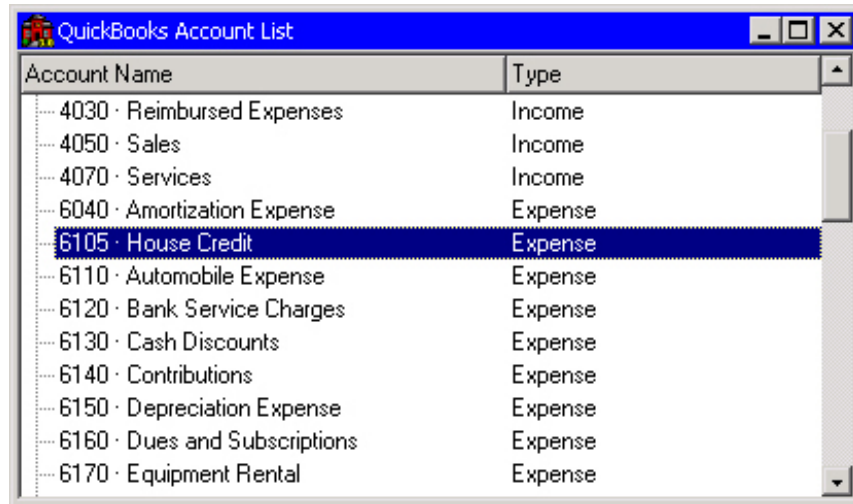 QuickBooks Account List
Account Name Type
4030 · Reimbursed Expenses Income
4050 · Sales Income
4070 · Services Income
6040 · Amortization Expense Expense
6105 · House Credit Expense
6110 · Automobile Expense Expense
6120 · Bank Service Charges Expense
6130 · Cash Discounts Expense
6140 · Contributions Expense
6150 · Depreciation Expense Expense
6160 · Dues and Subscriptions Expense
6170 · Equipment Rental Expense